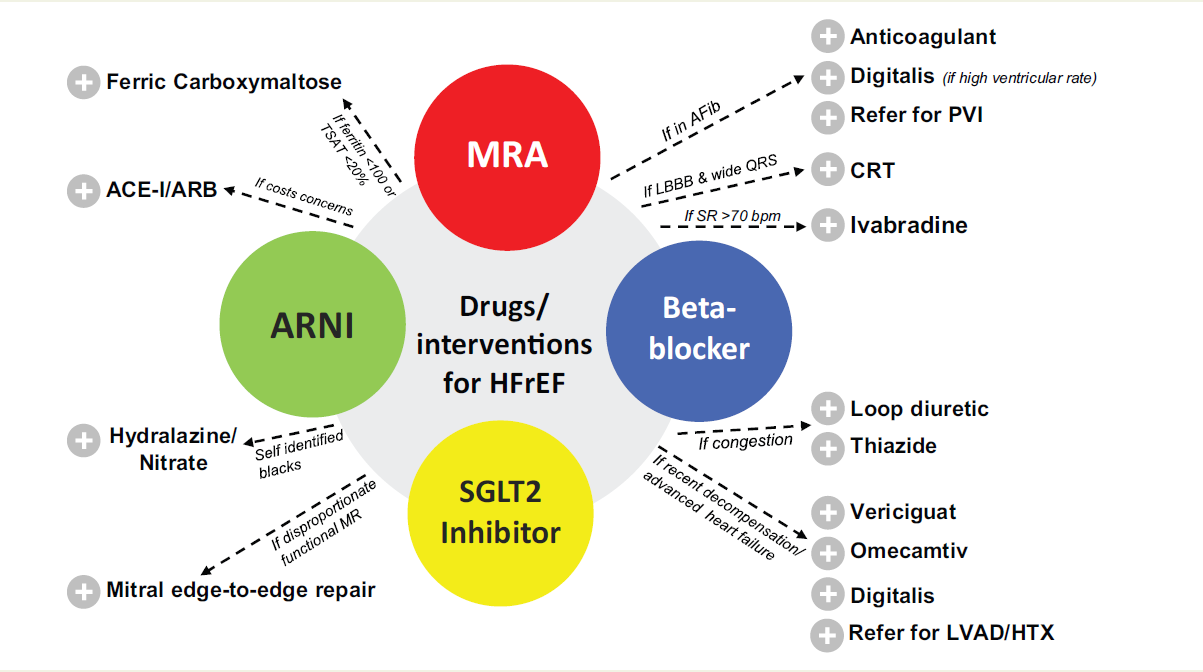 Ferric Carboxymaltose
If ferritin <100 or
TSAT <20%
ACE-I/ARB
If costs concerns
MRA
ARNI
Drugs/
interventions
for HFrEF
Beta-
blocker
SGLT2
Inhibitor
If in AFib
Anticoagulant
Digitalis (if high ventricular rate)
Refer for PVI
If LBBB & wide QRS
CRT
If SR >70 bpm
Ivabradine
Hydralazine/
Nitrate
Self identified
blacks
If disproportionate
functional MR
Mitral edge-to-edge repair
If congestion
Loop diuretic
Thiazide
If recent decompensation/
advanced heart failure
Vericiguat
Omecamtiv
Digitalis
Refer for LVAD/HTX